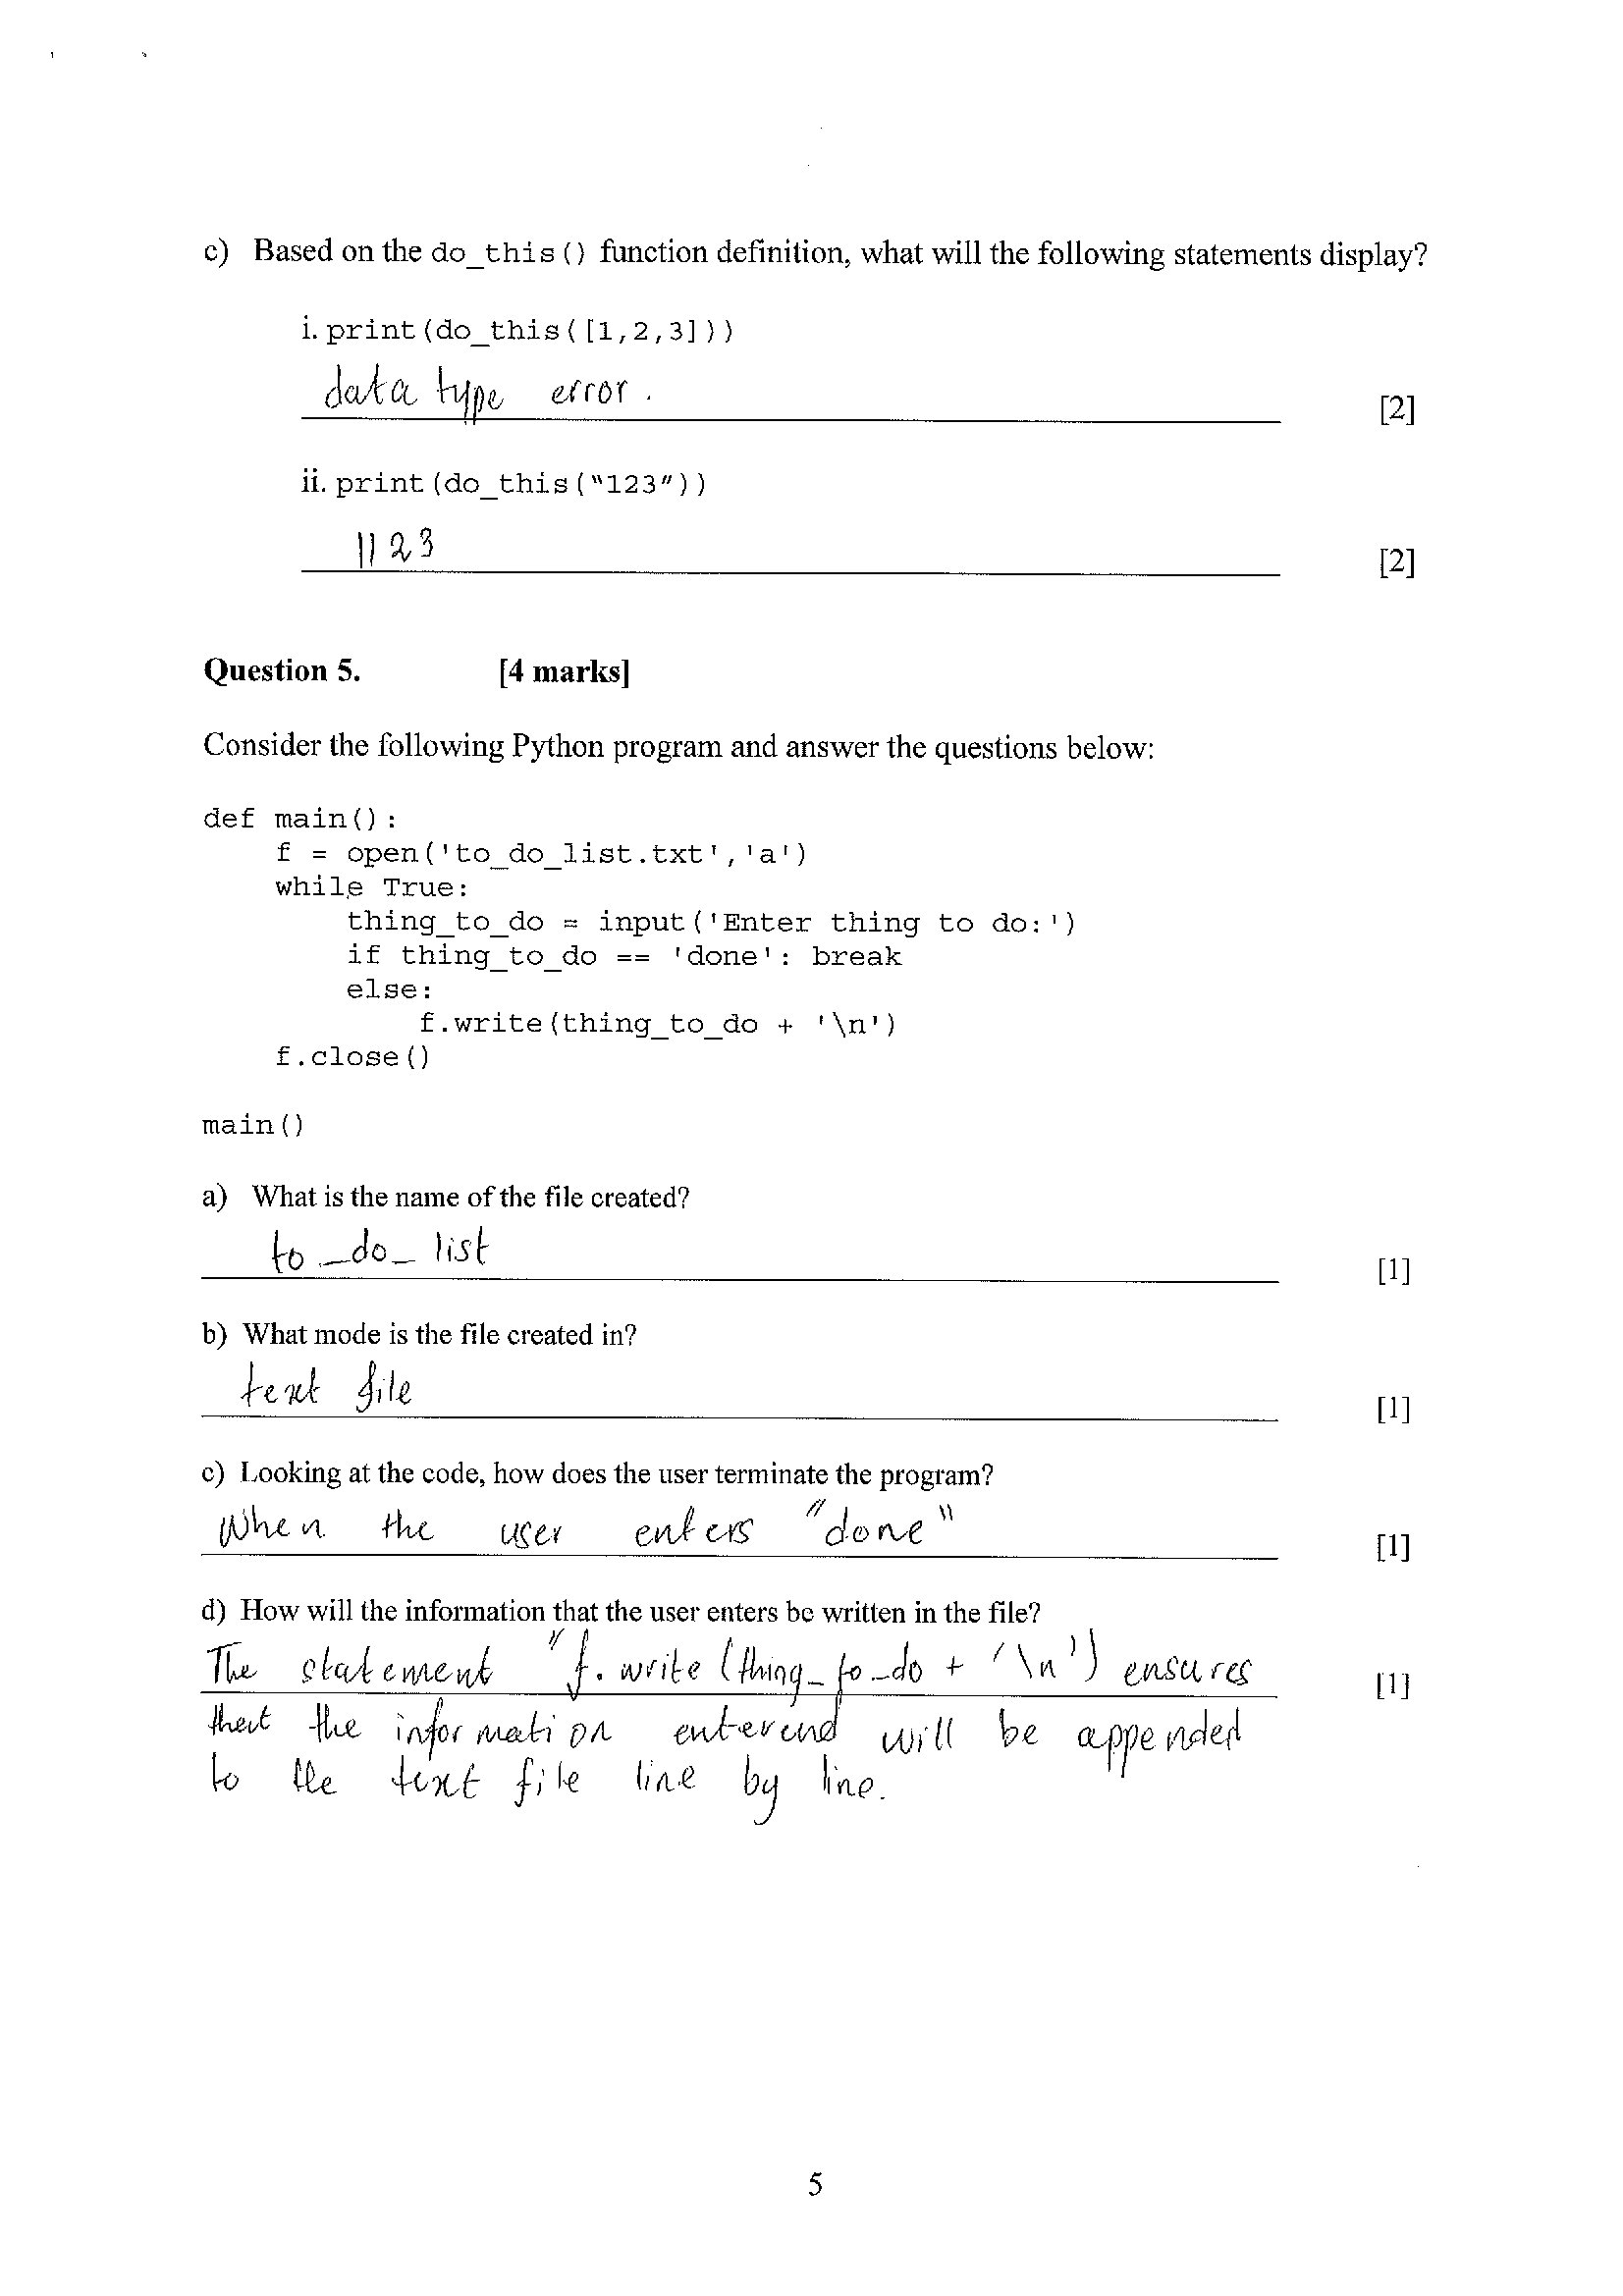 c) Based on the do_this() function definition, what will the following statements display?
i. print(do_this([1,2,3]))
data type error.
[2]
ii. print(do_this("123"))
1123
[2]
Question 5. [4 marks]
Consider the following Python program and answer the questions below:
def main():
    f = open('to_do_list.txt','a')
    while True:
        thing_to_do = input('Enter thing to do:')
        if thing_to_do == 'done': break
        else:
            f.write(thing_to_do + '\n')
    f.close()
main()
a) What is the name of the file created?
to_do_list
[1]
b) What mode is the file created in?
text file
[1]
c) Looking at the code, how does the user terminate the program?
When the user enters "done"
[1]
d) How will the information that the user enters be written in the file?
The statement "f.write(thing_to_do + '\n') ensures
[1]
that the information enterend will be appended
to the text file line by line.
5